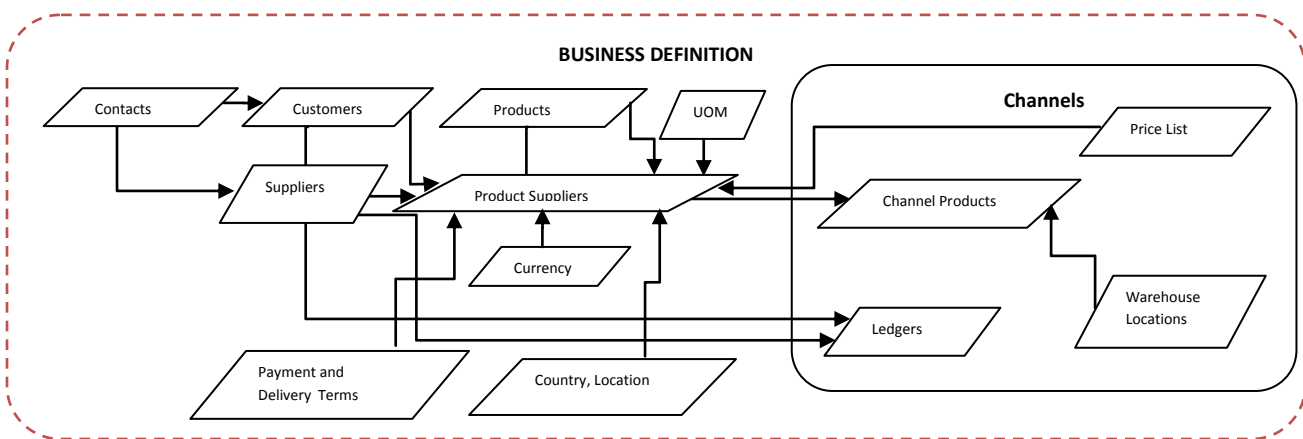 BUSINESS DEFINITION
Contacts
Customers
Products
UOM
Channels
Price List
Suppliers
Product Suppliers
Channel Products
Currency
Warehouse
Locations
Ledgers
Payment and
Delivery Terms
Country, Location